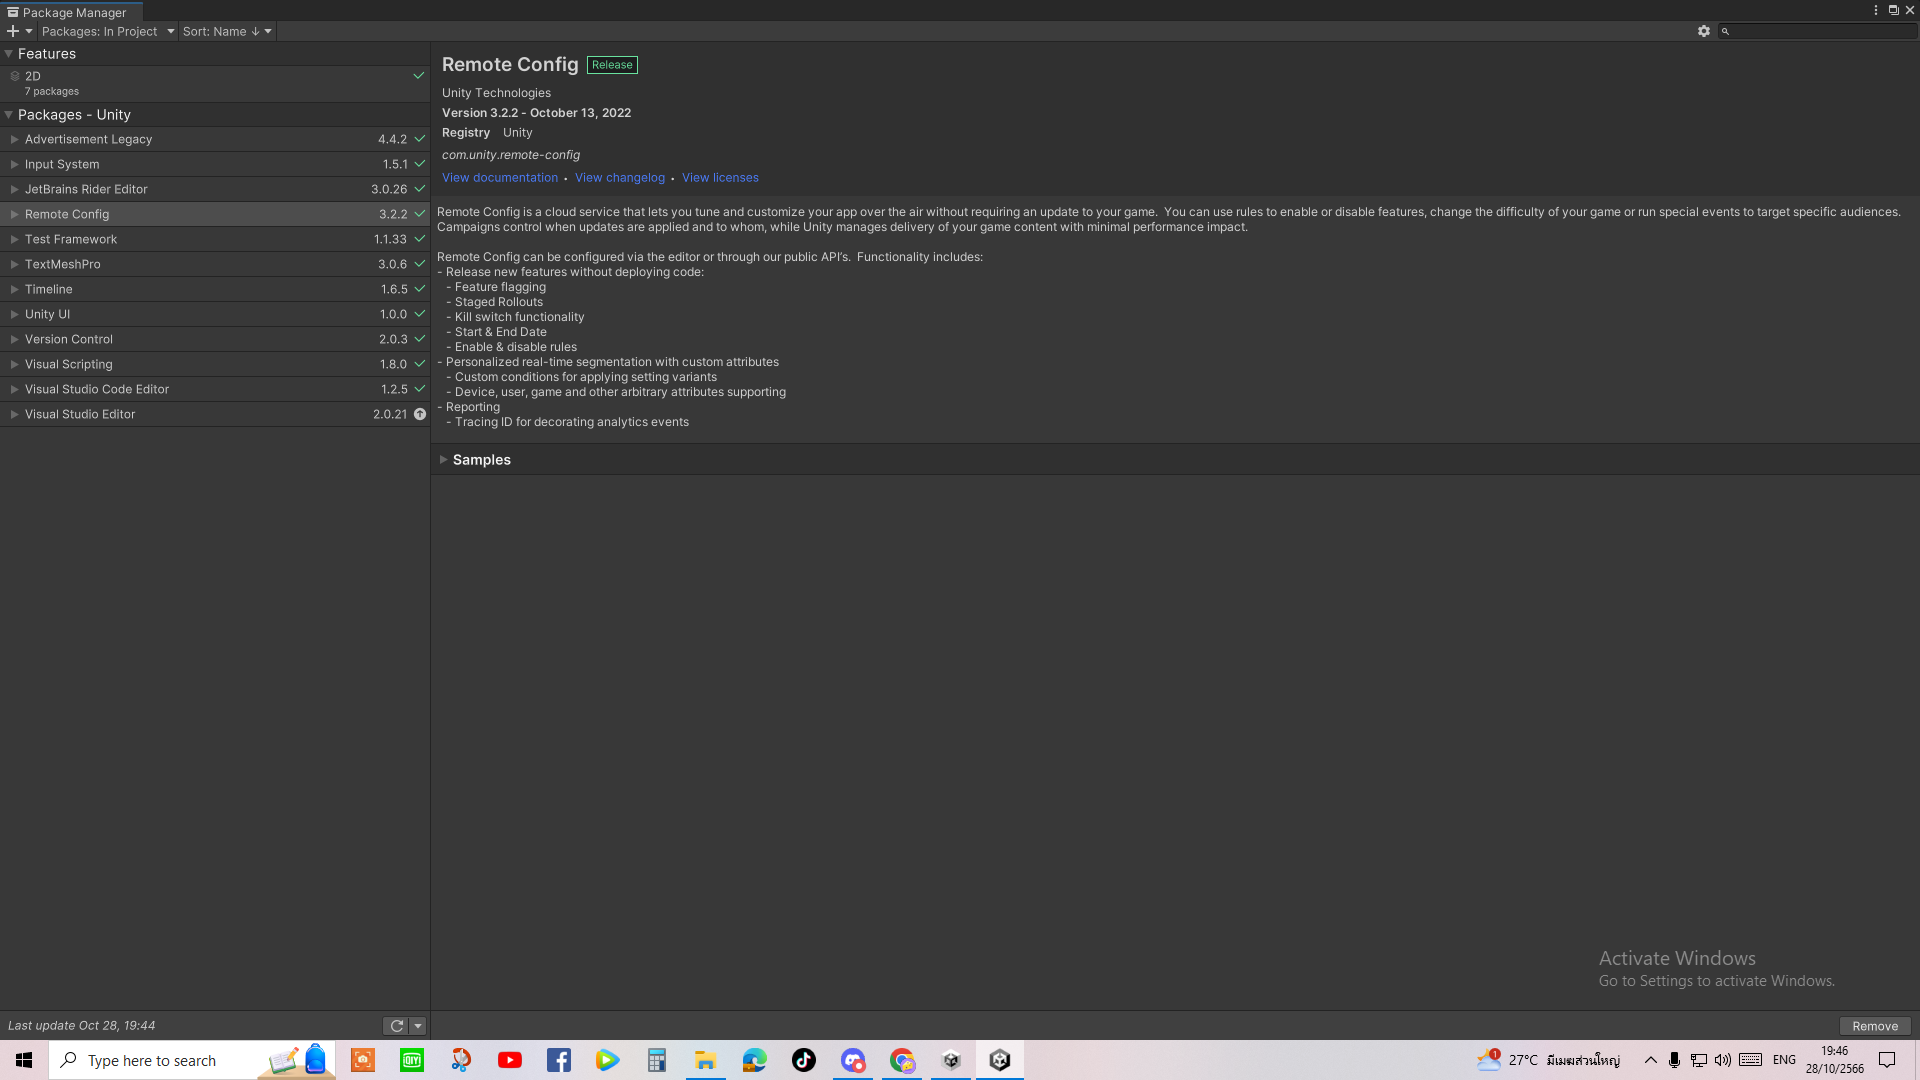 Package Manager
Packages: In Project
Sort: Name ↓
Features
2D
7 packages
Packages - Unity
Advertisement Legacy 4.4.2
Input System 1.5.1
JetBrains Rider Editor 3.0.26
Remote Config 3.2.2
Test Framework 1.1.33
TextMeshPro 3.0.6
Timeline 1.6.5
Unity UI 1.0.0
Version Control 2.0.3
Visual Scripting 1.8.0
Visual Studio Code Editor 1.2.5
Visual Studio Editor 2.0.21
Last update Oct 28, 19:44
Remote Config Release
Unity Technologies
Version 3.2.2 - October 13, 2022
Registry Unity
com.unity.remote-config
View documentation • View changelog • View licenses
Remote Config is a cloud service that lets you tune and customize your app over the air without requiring an update to your game. You can use rules to enable or disable features, change the difficulty of your game or run special events to target specific audiences.
Campaigns control when updates are applied and to whom, while Unity manages delivery of your game content with minimal performance impact.
Remote Config can be configured via the editor or through our public API's. Functionality includes:
- Release new features without deploying code:
- Feature flagging
- Staged Rollouts
- Kill switch functionality
- Start & End Date
- Enable & disable rules
- Personalized real-time segmentation with custom attributes
- Custom conditions for applying setting variants
- Device, user, game and other arbitrary attributes supporting
- Reporting
- Tracing ID for decorating analytics events
Samples
Activate Windows
Go to Settings to activate Windows.
Remove
Type here to search
DIY
1
27°C มีเมฆส่วนใหญ่
ENG
19:46
28/10/2566